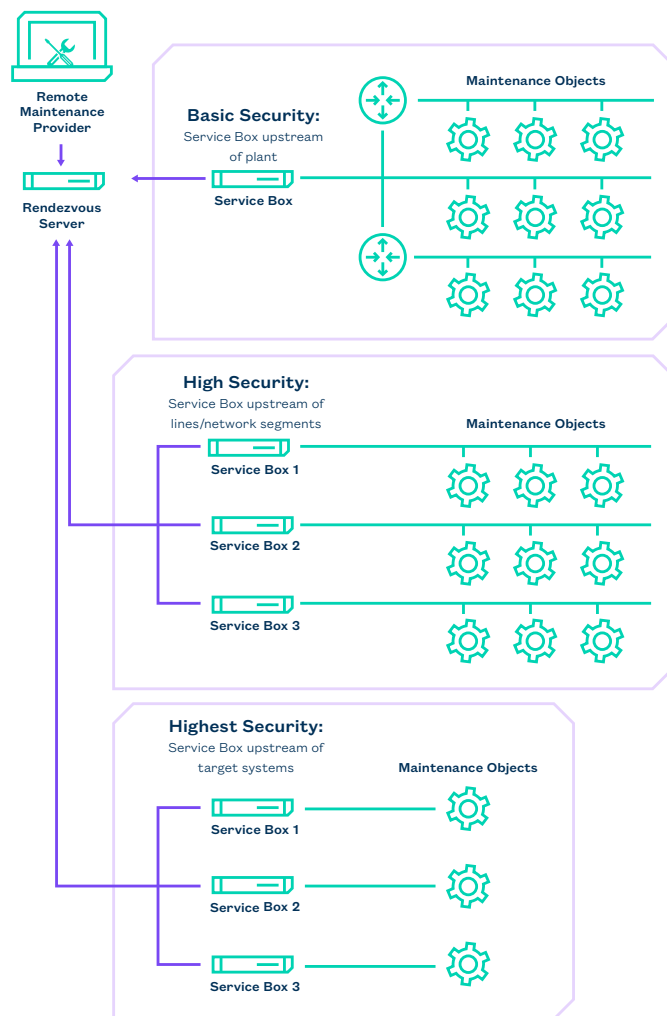 Remote
Maintenance
Provider
Rendezvous
Server
Basic Security:
Service Box upstream
of plant
Service Box
Maintenance Objects
High Security:
Service Box upstream of
lines/network segments
Maintenance Objects
Service Box 1
Service Box 2
Service Box 3
Highest Security:
Service Box upstream of
target systems
Maintenance Objects
Service Box 1
Service Box 2
Service Box 3